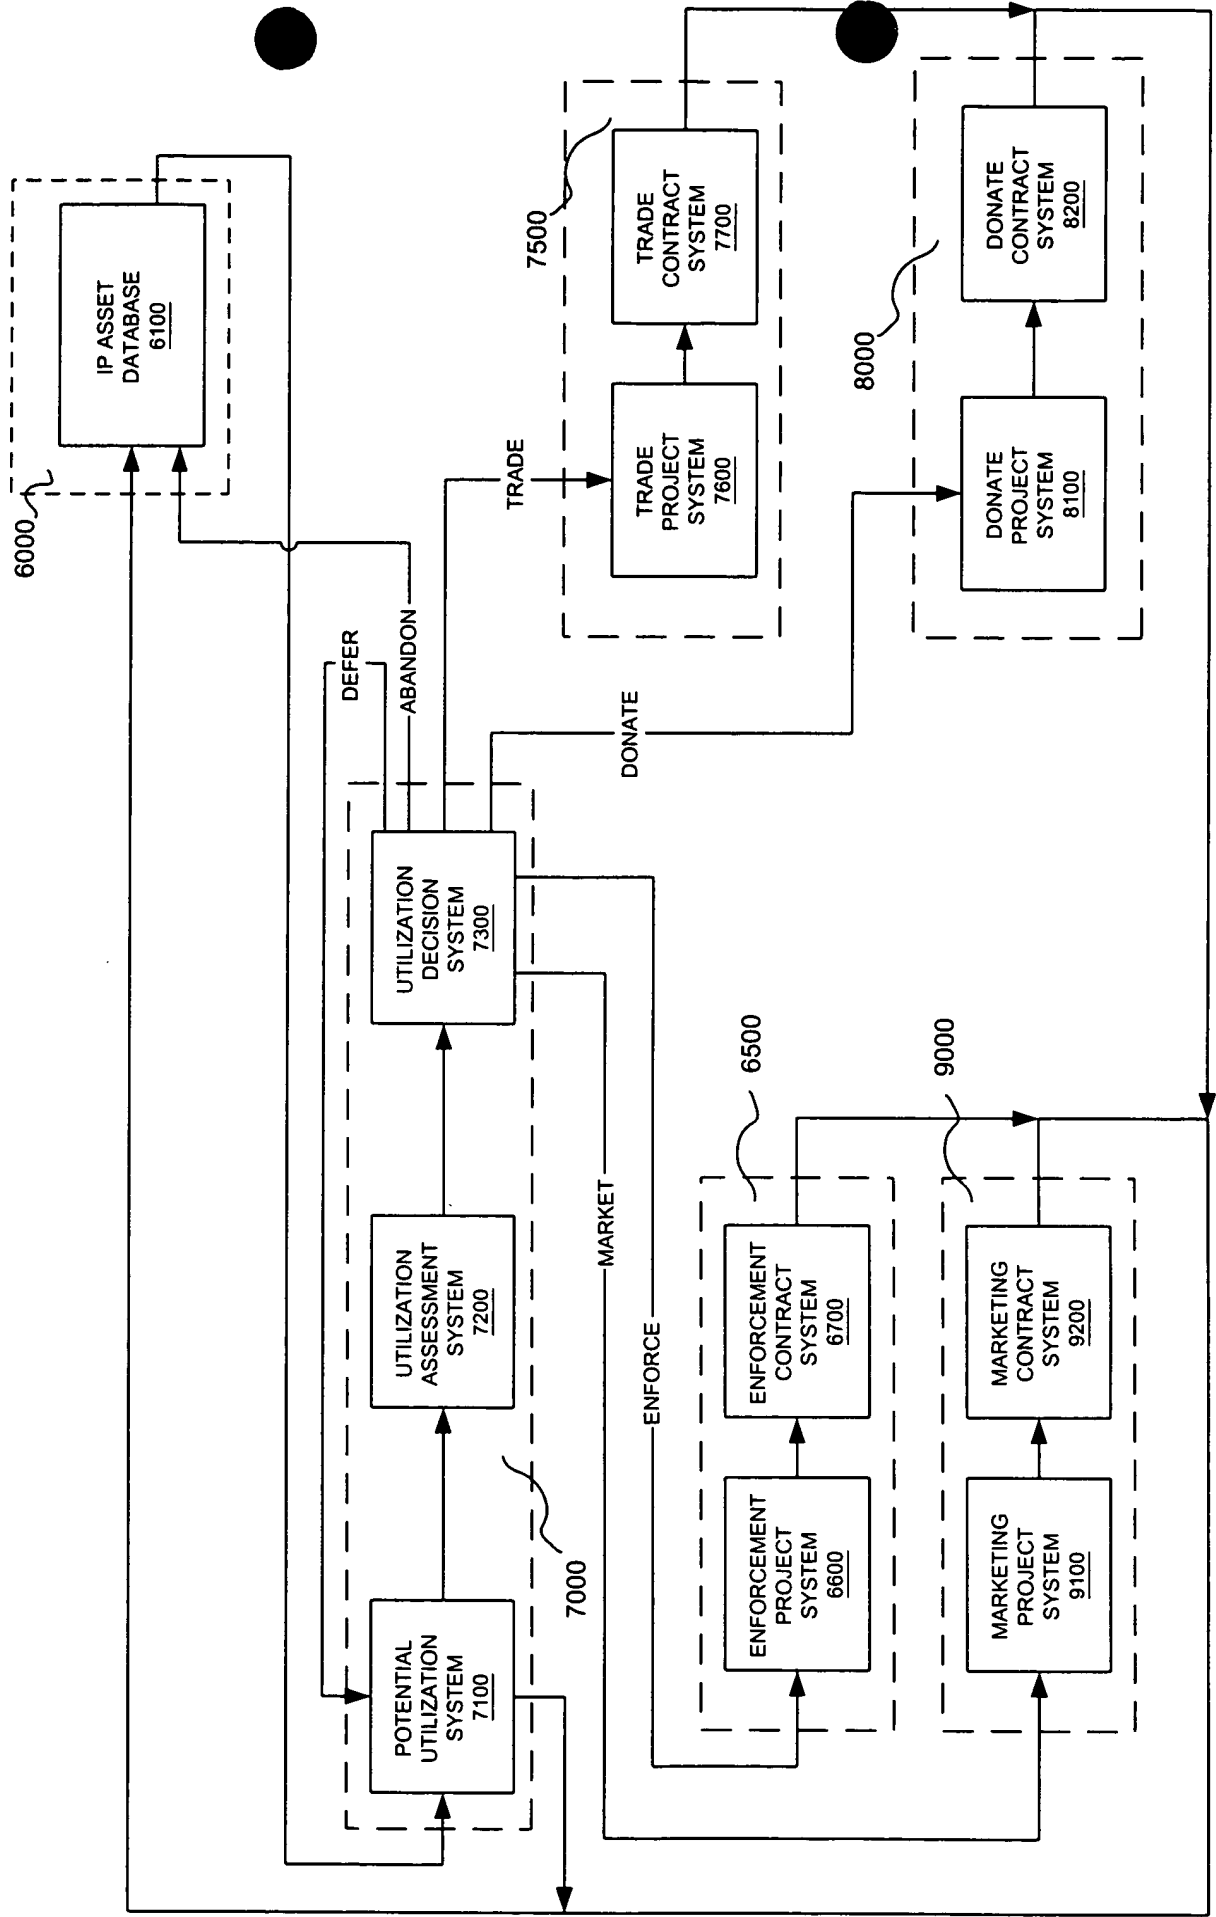 6000
IP ASSET
DATABASE
6100
DEFER
ABANDON
TRADE
DONATE
MARKET
ENFORCE
7000
POTENTIAL
UTILIZATION
SYSTEM
7100
UTILIZATION
ASSESSMENT
SYSTEM
7200
UTILIZATION
DECISION
SYSTEM
7300
7500
TRADE
PROJECT
SYSTEM
7600
TRADE
CONTRACT
SYSTEM
7700
8000
DONATE
PROJECT
SYSTEM
8100
DONATE
CONTRACT
SYSTEM
8200
6500
ENFORCEMENT
PROJECT
SYSTEM
6600
ENFORCEMENT
CONTRACT
SYSTEM
6700
9000
MARKETING
PROJECT
SYSTEM
9100
MARKETING
CONTRACT
SYSTEM
9200